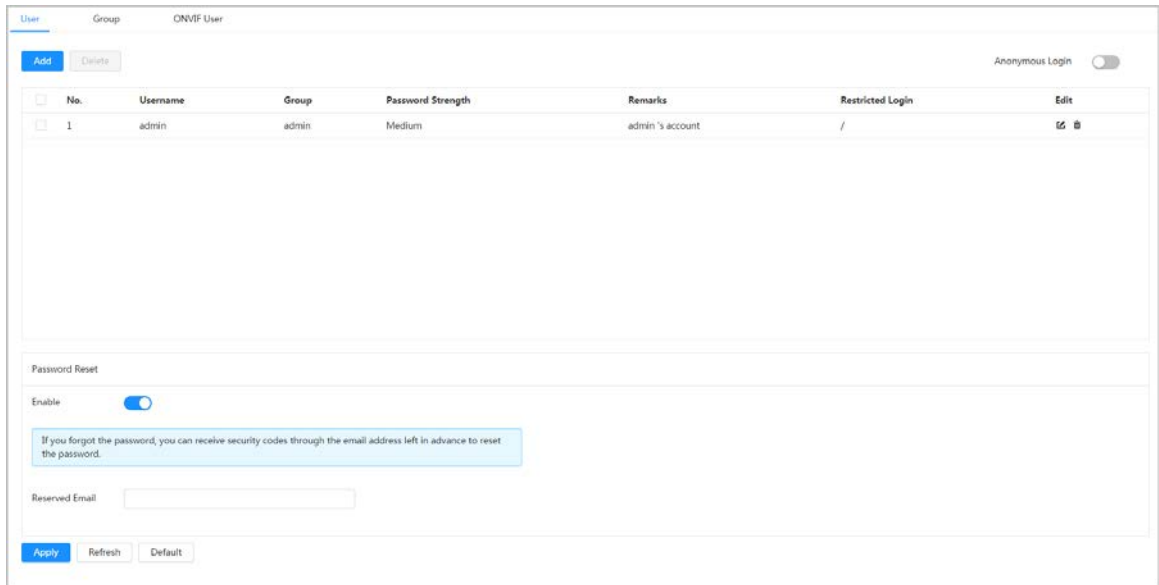 User Group ONVIF User
Add Delete Anonymous Login
No. Username Group Password Strength Remarks Restricted Login Edit
1 admin admin Medium admin 's account /
Password Reset
Enable
If you forgot the password, you can receive security codes through the email address left in advance to reset
the password.
Reserved Email
Apply Refresh Default